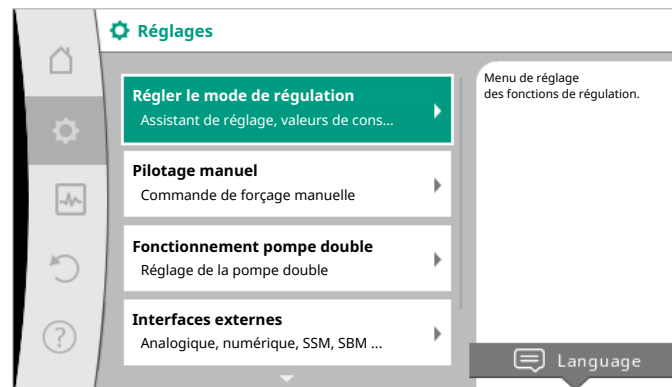 Réglages
Régler le mode de régulation
Assistant de réglage, valeurs de cons...
Pilotage manuel
Commande de forçage manuelle
Fonctionnement pompe double
Réglage de la pompe double
Interfaces externes
Analogique, numérique, SSM, SBM ...
Menu de réglage
des fonctions de régulation.
Language
?